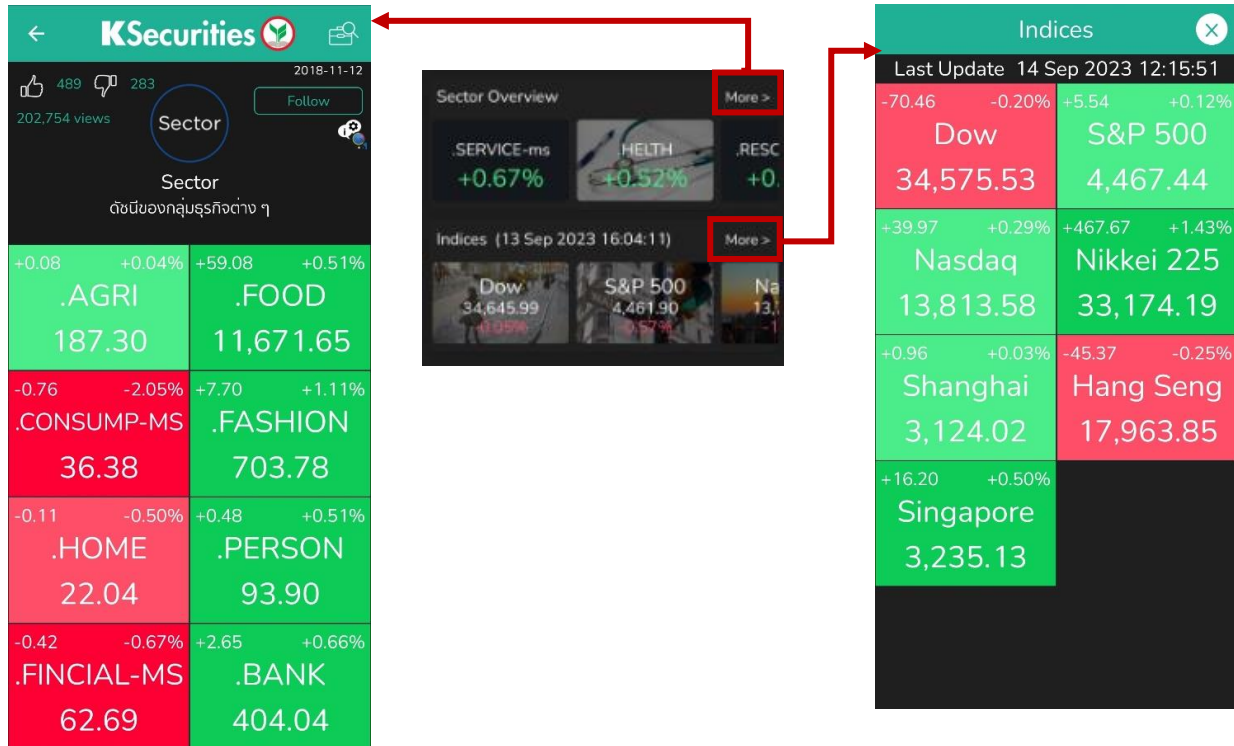 KSecurities
489 283
2018-11-12
Follow
202,754 views
Sector
Sector
ดัชนีของกลุ่มธุรกิจต่าง ๆ
+0.08 +0.04%
.AGRI
187.30
+59.08 +0.51%
.FOOD
11,671.65
-0.76 -2.05%
.CONSUMP-MS
36.38
+7.70 +1.11%
.FASHION
703.78
-0.11 -0.50%
.HOME
22.04
+0.48 +0.51%
.PERSON
93.90
-0.42 -0.67%
.FINCIAL-MS
62.69
+2.65 +0.66%
.BANK
404.04
Sector Overview More >
.SERVICE-ms
+0.67%
.HELTH
+0.52%
.RESC
+0.
Indices (13 Sep 2023 16:04:11) More >
Dow
34,645.99
-0.05%
S&P 500
4,461.90
-0.57%
Na
13,
-1
Indices
Last Update 14 Sep 2023 12:15:51
-70.46 -0.20%
Dow
34,575.53
+5.54 +0.12%
S&P 500
4,467.44
+39.97 +0.29%
Nasdaq
13,813.58
+467.67 +1.43%
Nikkei 225
33,174.19
+0.96 +0.03%
Shanghai
3,124.02
-45.37 -0.25%
Hang Seng
17,963.85
+16.20 +0.50%
Singapore
3,235.13